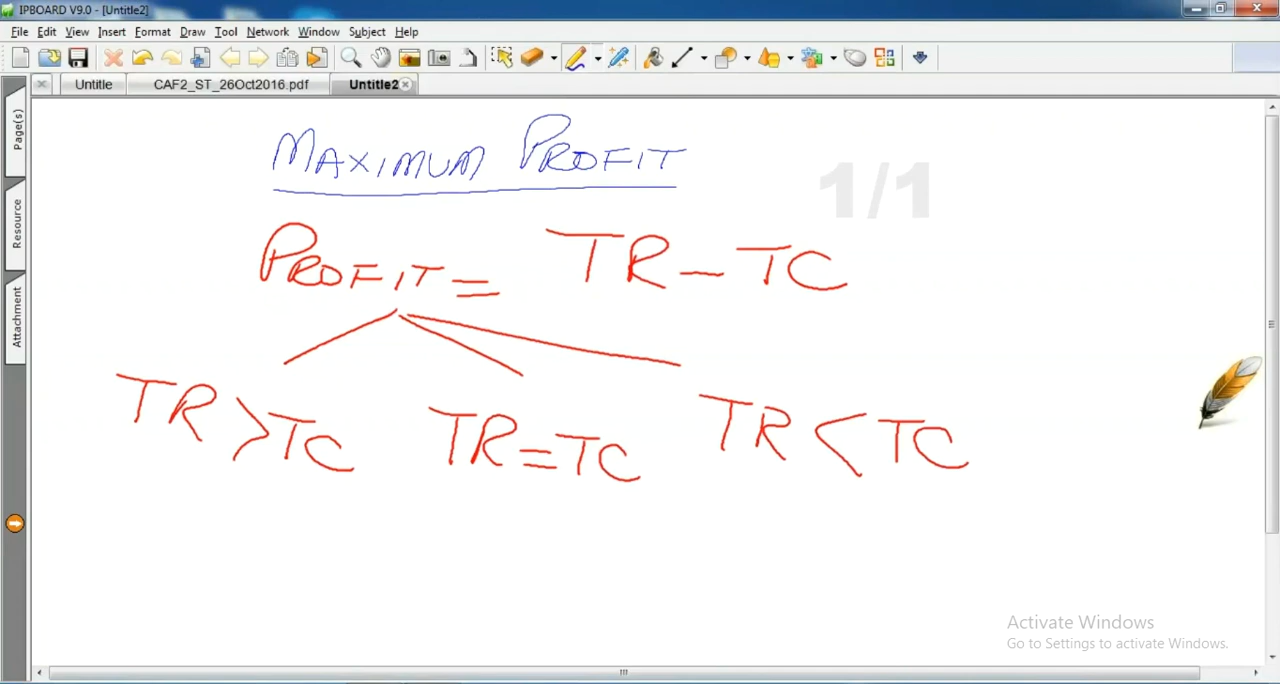 IPBOARD V9.0 - [Untitle2]
File Edit View Insert Format Draw Tool Network Window Subject Help
Untitle CAF2_ST_26Oct2016.pdf Untitle2
Page(s)
Resource
Attachment
MAXIMUM PROFIT
1/1
PROFIT = TR - TC
TR > TC TR = TC TR < TC
Activate Windows
Go to Settings to activate Windows.